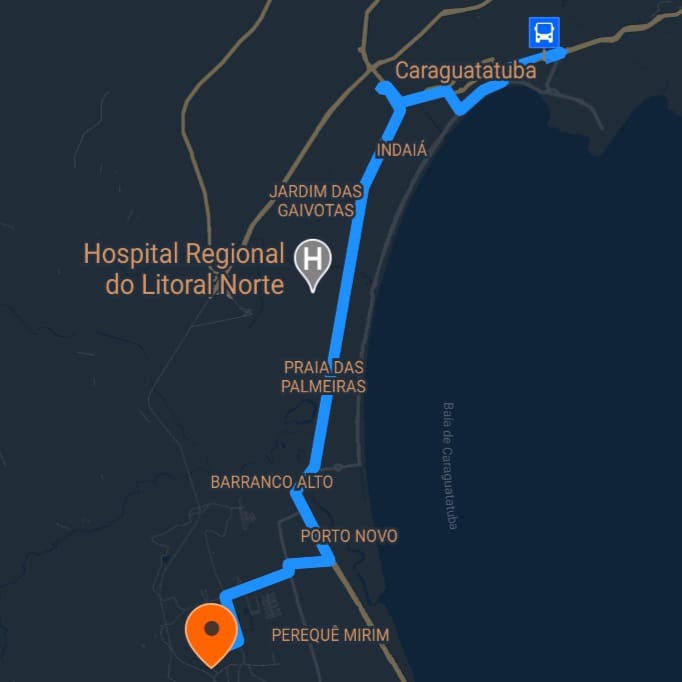 Caraguatatuba
INDAIÁ
JARDIM DAS
GAIVOTAS
Hospital Regional
do Litoral Norte
H
PRAIA DAS
PALMEIRAS
Baía de Caraguatatuba
BARRANCO ALTO
PORTO NOVO
PEREQUÊ MIRIM